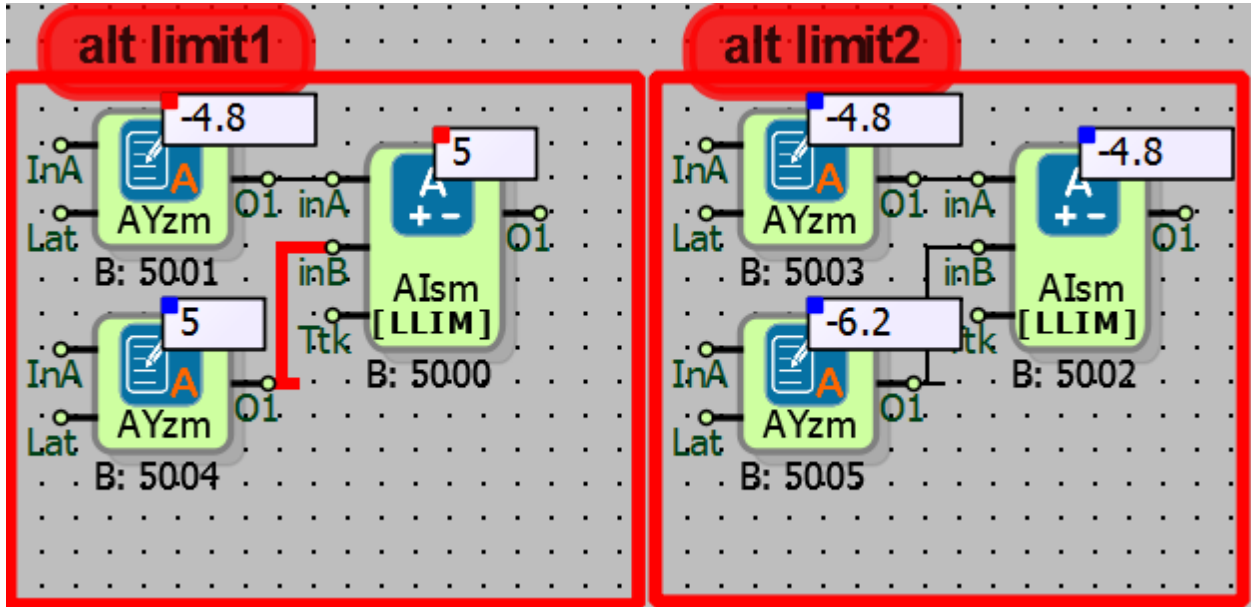 alt limit1
-4.8
5
InA
A
A
+ -
Lat
AYzm
O1
inA
O1
B: 5001
inB
AIsm
5
Ttk
[LLIM]
InA
A
B: 5000
Lat
AYzm
O1
B: 5004
alt limit2
-4.8
-4.8
InA
A
A
+ -
Lat
AYzm
O1
inA
O1
B: 5003
inB
AIsm
-6.2
[LLIM]
InA
A
B: 5002
Lat
AYzm
O1
B: 5005